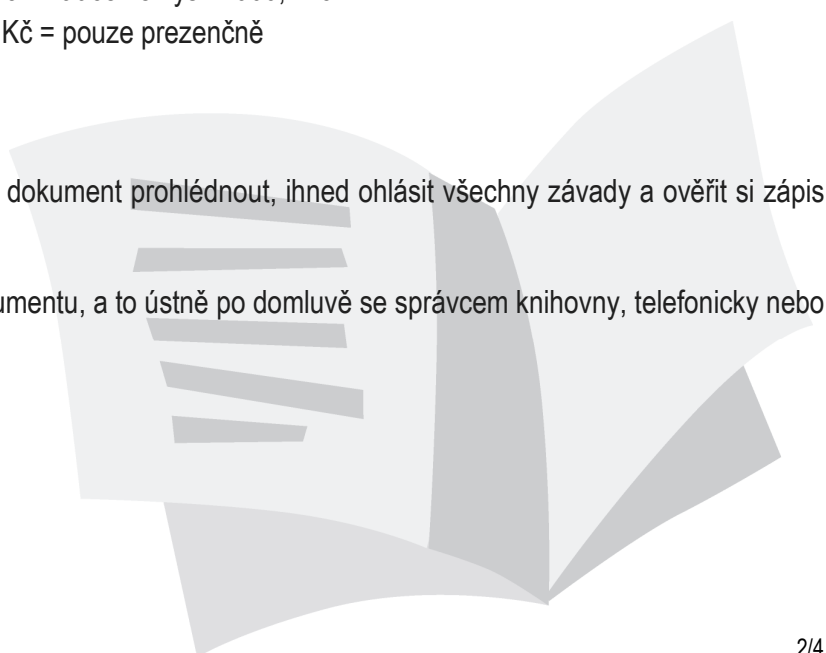 Kč = pouze prezenčně
dokument prohlédnout, ihned ohlásit všechny závady a ověřit si zápis
umentu, a to ústně po domluvě se správcem knihovny, telefonicky nebo
2/4